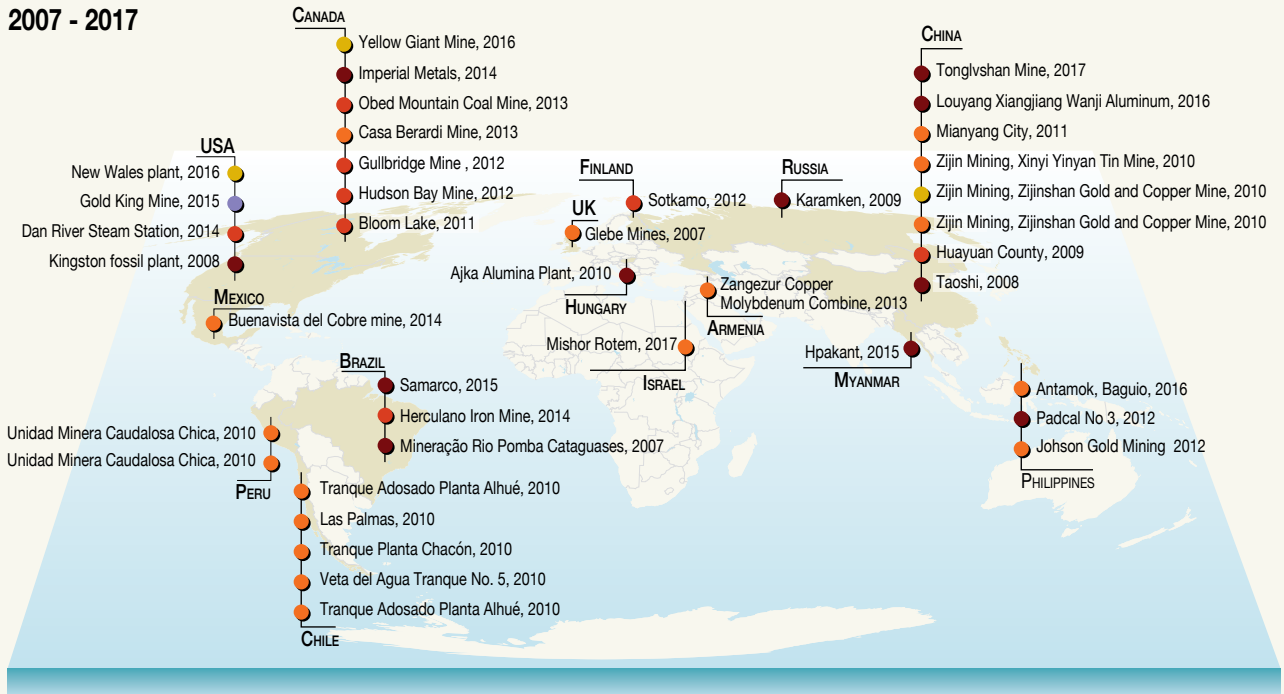 2007 - 2017
CANADA
Yellow Giant Mine, 2016
Imperial Metals, 2014
Obed Mountain Coal Mine, 2013
Casa Berardi Mine, 2013
Gullbridge Mine , 2012
Hudson Bay Mine, 2012
Bloom Lake, 2011
USA
New Wales plant, 2016
Gold King Mine, 2015
Dan River Steam Station, 2014
Kingston fossil plant, 2008
MEXICO
Buenavista del Cobre mine, 2014
BRAZIL
Samarco, 2015
Herculano Iron Mine, 2014
Mineração Rio Pomba Cataguases, 2007
Unidad Minera Caudalosa Chica, 2010
Unidad Minera Caudalosa Chica, 2010
PERU
Tranque Adosado Planta Alhué, 2010
Las Palmas, 2010
Tranque Planta Chacón, 2010
Veta del Agua Tranque No. 5, 2010
Tranque Adosado Planta Alhué, 2010
CHILE
FINLAND
Sotkamo, 2012
UK
Glebe Mines, 2007
Ajka Alumina Plant, 2010
HUNGARY
RUSSIA
Karamken, 2009
Zangezur Copper
Molybdenum Combine, 2013
ARMENIA
Mishor Rotem, 2017
ISRAEL
CHINA
Tonglvshan Mine, 2017
Louyang Xiangjiang Wanji Aluminum, 2016
Mianyang City, 2011
Zijin Mining, Xinyi Yinyan Tin Mine, 2010
Zijin Mining, Zijinshan Gold and Copper Mine, 2010
Zijin Mining, Zijinshan Gold and Copper Mine, 2010
Huayuan County, 2009
Taoshi, 2008
Hpakant, 2015
MYANMAR
Antamok, Baguio, 2016
Padcal No 3, 2012
Johson Gold Mining 2012
PHILIPPINES